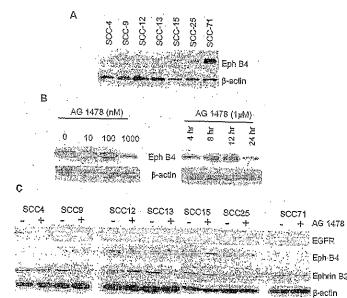 A
SCC-4 SCC-9 SCC-12 SCC-13 SCC-15 SCC-25 SCC-71
Eph B4
β-actin
B
AG 1478 (nM) AG 1478 (1µM)
0 10 100 1000 4 hr 8 hr 12 hr 24 hr
Eph B4
β-actin
C
SCC4 SCC9 SCC12 SCC13 SCC15 SCC25 SCC71
- + - + - + - + - + - + - + AG 1478
EGFR
Eph B4
Ephrin B2
β-actin